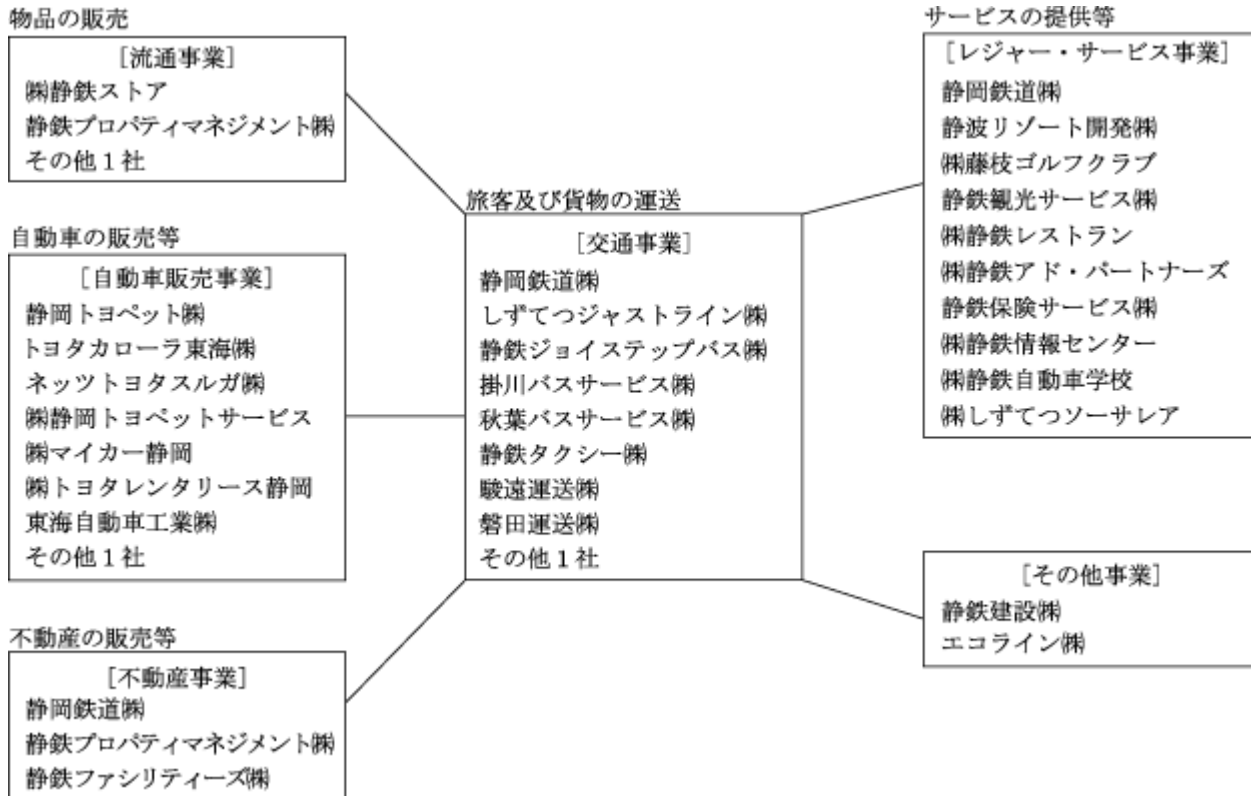 物品の販売
[流通事業]
㈱静鉄ストア
静鉄プロパティマネジメント㈱
その他1社
自動車の販売等
[自動車販売事業]
静岡トヨペット㈱
トヨタカローラ東海㈱
ネッツトヨタスルガ㈱
㈱静岡トヨペットサービス
㈱マイカー静岡
㈱トヨタレンタリース静岡
東海自動車工業㈱
その他1社
不動産の販売等
[不動産事業]
静岡鉄道㈱
静鉄プロパティマネジメント㈱
静鉄ファシリティーズ㈱
旅客及び貨物の運送
[交通事業]
静岡鉄道㈱
しずてつジャストライン㈱
静鉄ジョイステップバス㈱
掛川バスサービス㈱
秋葉バスサービス㈱
静鉄タクシー㈱
駿遠運送㈱
磐田運送㈱
その他1社
サービスの提供等
[レジャー・サービス事業]
静岡鉄道㈱
静波リゾート開発㈱
㈱藤枝ゴルフクラブ
静鉄観光サービス㈱
㈱静鉄レストラン
㈱静鉄アド・パートナーズ
静鉄保険サービス㈱
㈱静鉄情報センター
㈱静鉄自動車学校
㈱しずてつソーサレア
[その他事業]
静鉄建設㈱
エコライン㈱